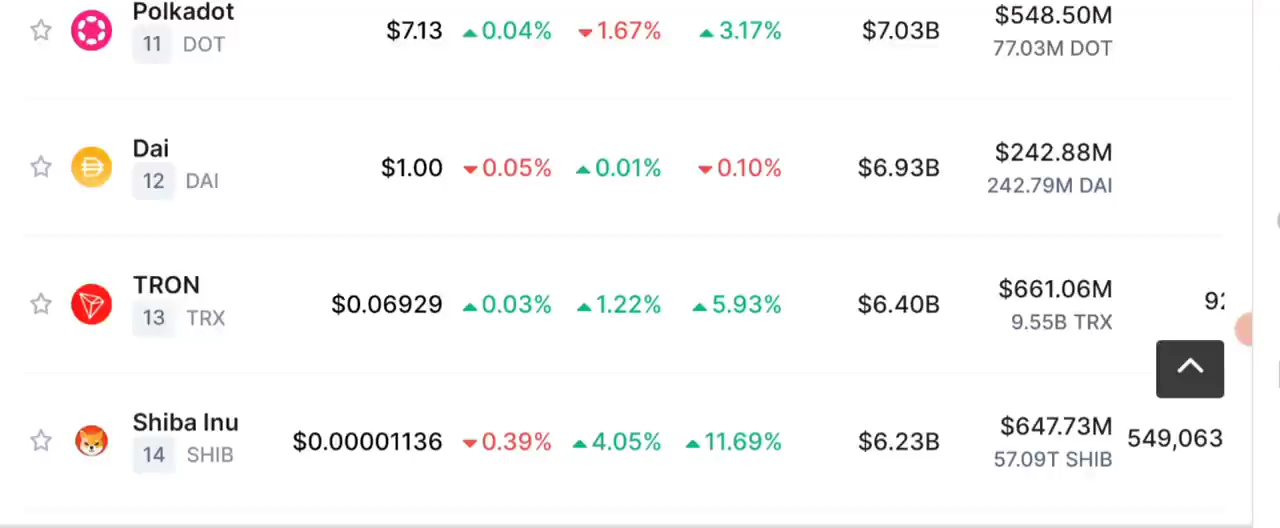 Polkadot
11 DOT
$7.13 0.04% 1.67% 3.17% $7.03B
$548.50M
77.03M DOT
Dai
12 DAI
$1.00 0.05% 0.01% 0.10% $6.93B
$242.88M
242.79M DAI
TRON
13 TRX
$0.06929 0.03% 1.22% 5.93% $6.40B
$661.06M
9.55B TRX
92
Shiba Inu
14 SHIB
$0.00001136 0.39% 4.05% 11.69% $6.23B
$647.73M
57.09T SHIB
549,063